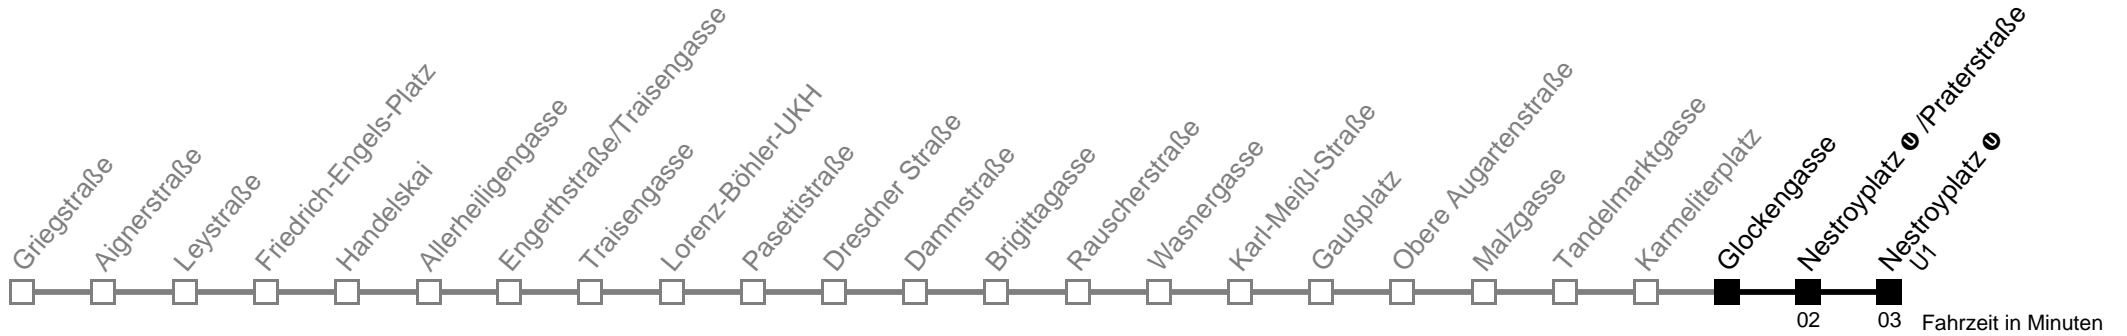 Griegstraße
Aignerstraße
Leystraße
Friedrich-Engels-Platz
Handelskai
Allerheiligengasse
Engerthstraße/Traisengasse
Traisengasse
Lorenz-Böhler-UKH
Pasettistraße
Dresdner Straße
Dammstraße
Brigittagasse
Rauscherstraße
Wasnergasse
Karl-Meißl-Straße
Gaußplatz
Obere Augartenstraße
Malzgasse
Tandelmarktgasse
Karmeliterplatz
Glockengasse
Nestroyplatz U /Praterstraße
Nestroyplatz U
U1
02
03
Fahrzeit in Minuten